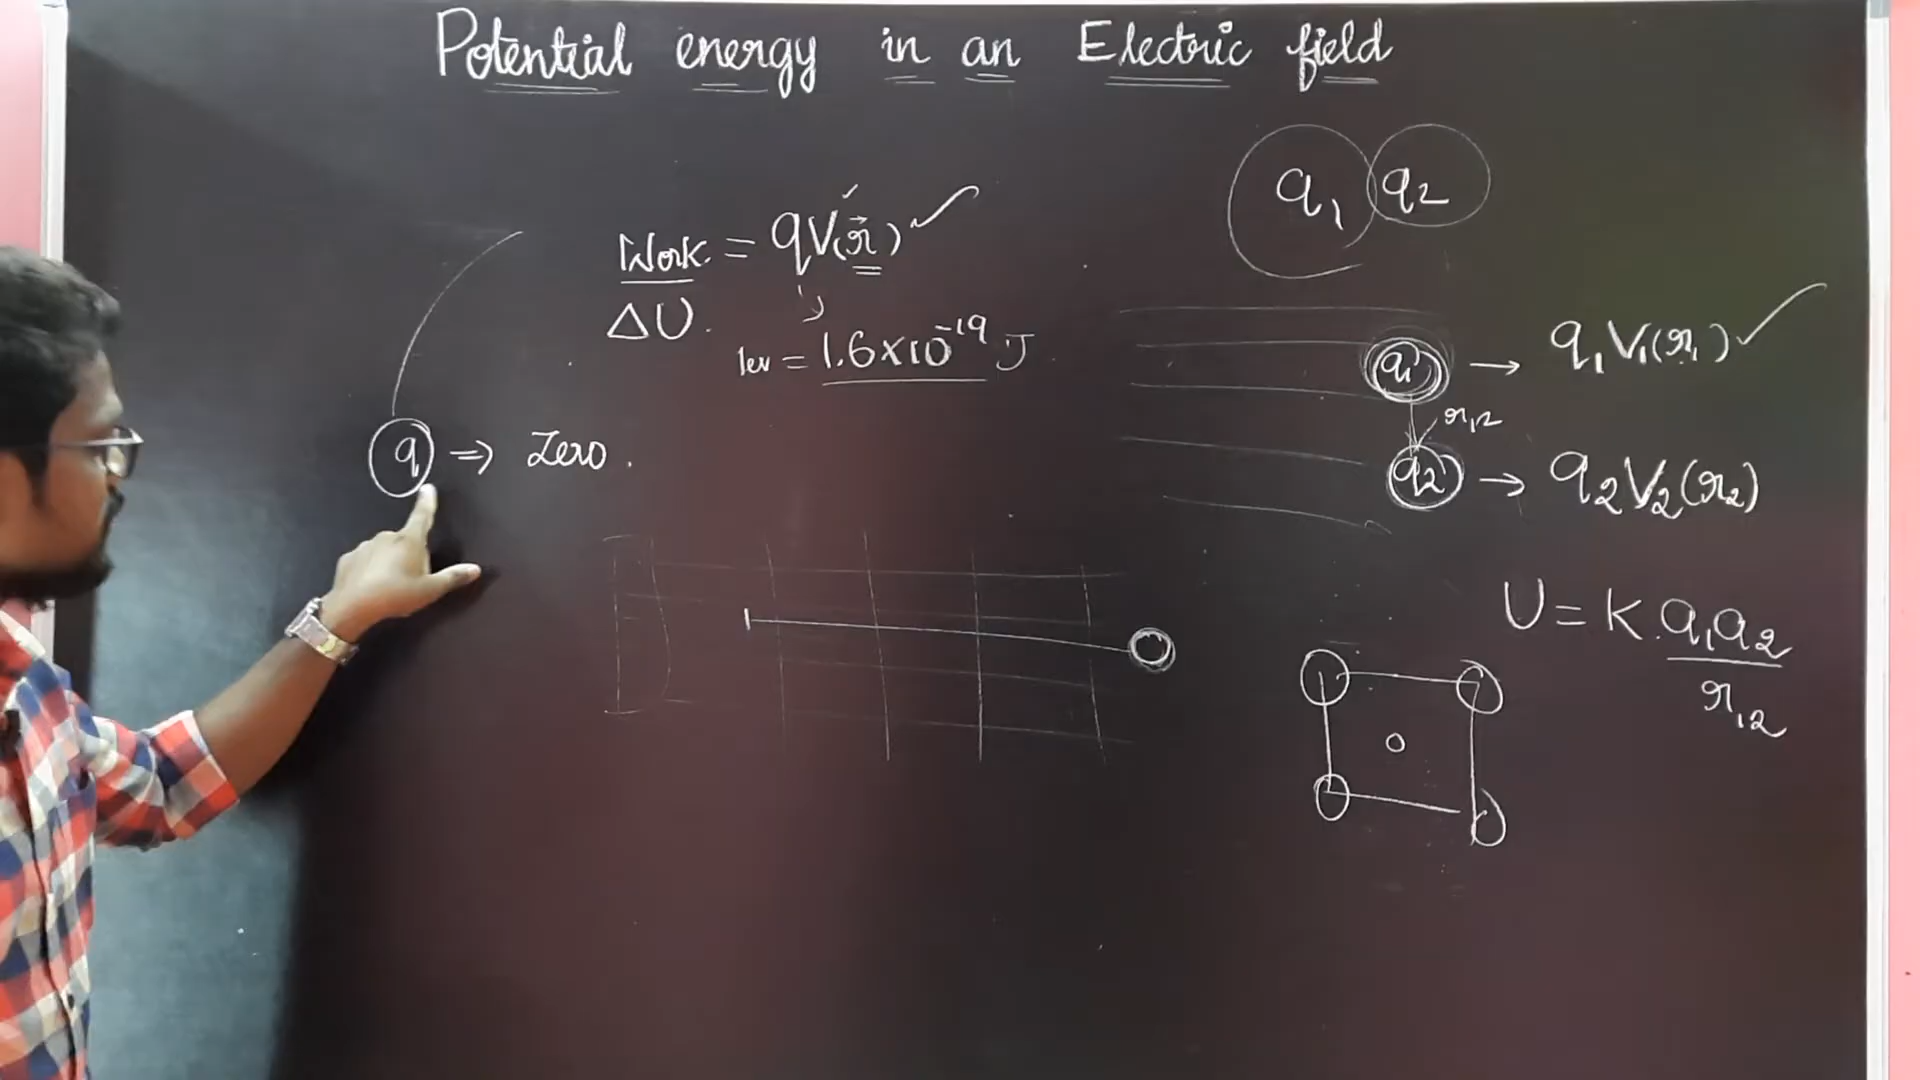 Potential energy in an Electric field
q₁ q₂
Work. = qV(r⃗) ✓
ΔU.
1ev = 1.6×10⁻¹⁹ J
q₁ → q₁V₁(r₁) ✓
r₁₂
q ⇒ Zero.
q₂ → q₂V₂(r₂)
U = K.q₁q₂/r₁₂